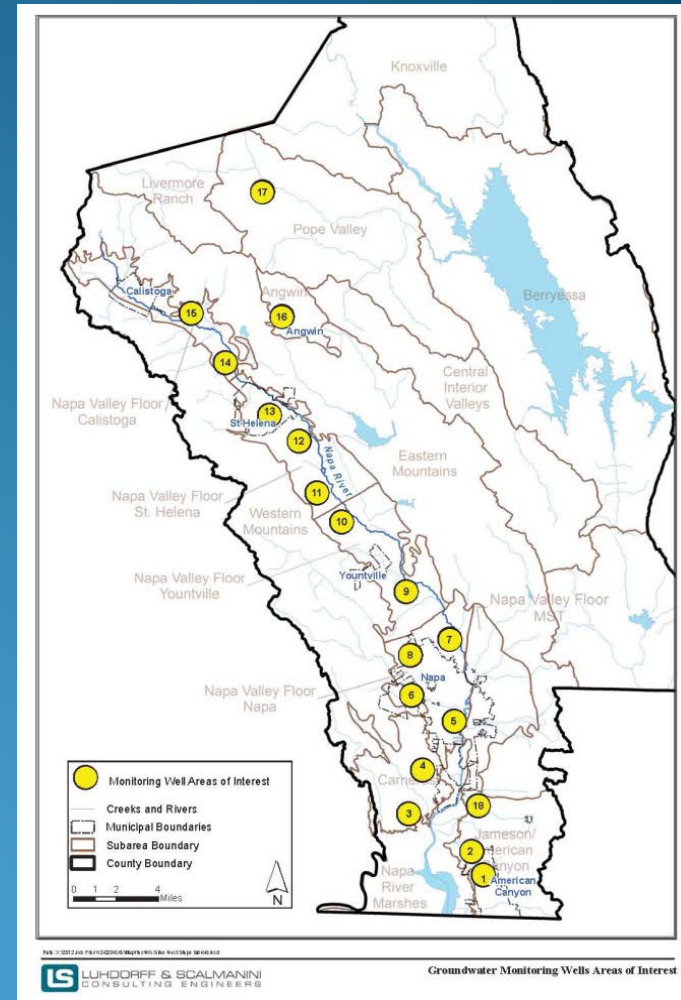 Knoxville
Livermore
Ranch
17
Pope Valley
Calistoga
Angwin
Berryessa
15
16
Angwin
14
Central
Interior
Valleys
Napa Valley Floor
Calistoga
13
St Helena
12
Napa River
Eastern
Mountains
11
Napa Valley Floor
St. Helena
Western
Mountains
10
Napa Valley Floor
Yountville
Yountville
9
Napa Valley Floor
MST
7
8
Napa
Napa Valley Floor
Napa
6
5
4
3
18
Jameson/
2
1
American
Canyon
Napa
River
Marshes
Monitoring Well Areas of Interest
Creeks and Rivers
Municipal Boundaries
Subarea Boundary
County Boundary
0 1 2 4
Miles
N
LS LUHDORFF & SCALMANINI
CONSULTING ENGINEERS
Groundwater Monitoring Wells Areas of Interest